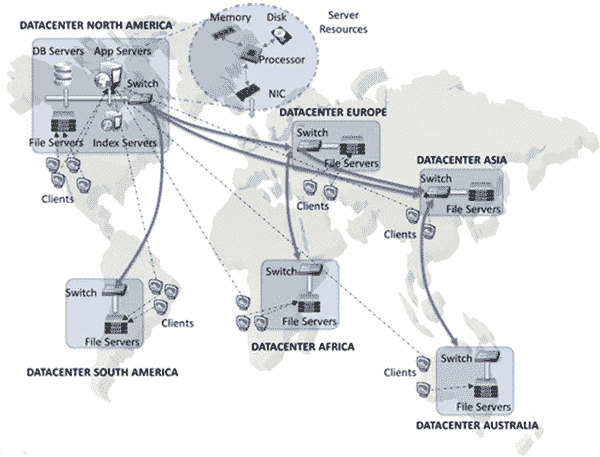 DATACENTER NORTH AMERICA
DB Servers
App Servers
Switch
File Servers
Index Servers
Clients
Memory
Disk
Server
Resources
Processor
NIC
DATACENTER EUROPE
Switch
File Servers
Clients
DATACENTER ASIA
Switch
File Servers
Clients
Switch
File Servers
Clients
DATACENTER SOUTH AMERICA
Switch
File Servers
DATACENTER AFRICA
Clients
Switch
File Servers
DATACENTER AUSTRALIA